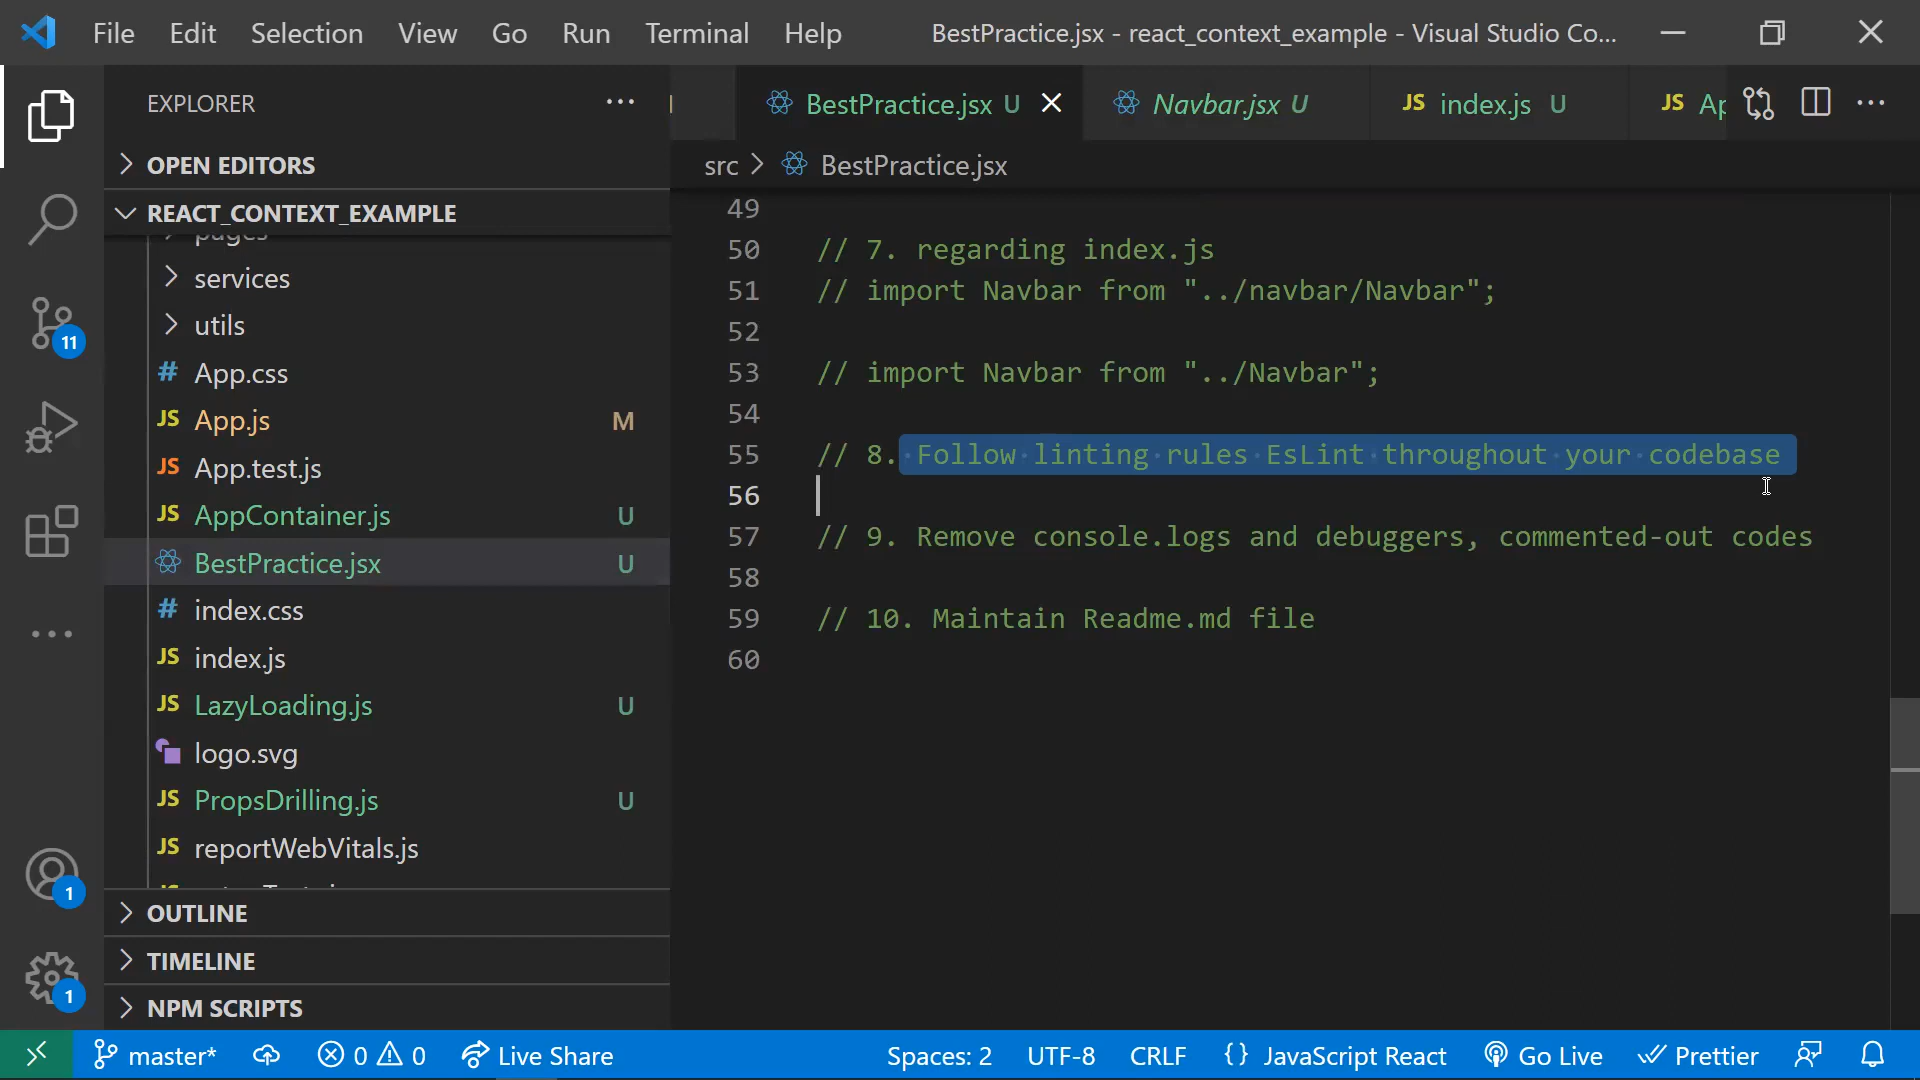 File Edit Selection View Go Run Terminal Help BestPractice.jsx - react_context_example - Visual Studio Co...
EXPLORER
BestPractice.jsx U
Navbar.jsx U
JS index.js U
JS
OPEN EDITORS
src > BestPractice.jsx
REACT_CONTEXT_EXAMPLE
pages
services
utils
# App.css
JS App.js M
JS App.test.js
JS AppContainer.js U
BestPractice.jsx U
# index.css
JS index.js
JS LazyLoading.js U
logo.svg
JS PropsDrilling.js U
JS reportWebVitals.js
OUTLINE
TIMELINE
NPM SCRIPTS
11
1
1
49
50 // 7. regarding index.js
51 // import Navbar from "../navbar/Navbar";
52
53 // import Navbar from "../Navbar";
54
55 // 8. Follow linting rules EsLint throughout your codebase
56
57 // 9. Remove console.logs and debuggers, commented-out codes
58
59 // 10. Maintain Readme.md file
60
master* 0 0 Live Share Spaces: 2 UTF-8 CRLF {} JavaScript React Go Live Prettier